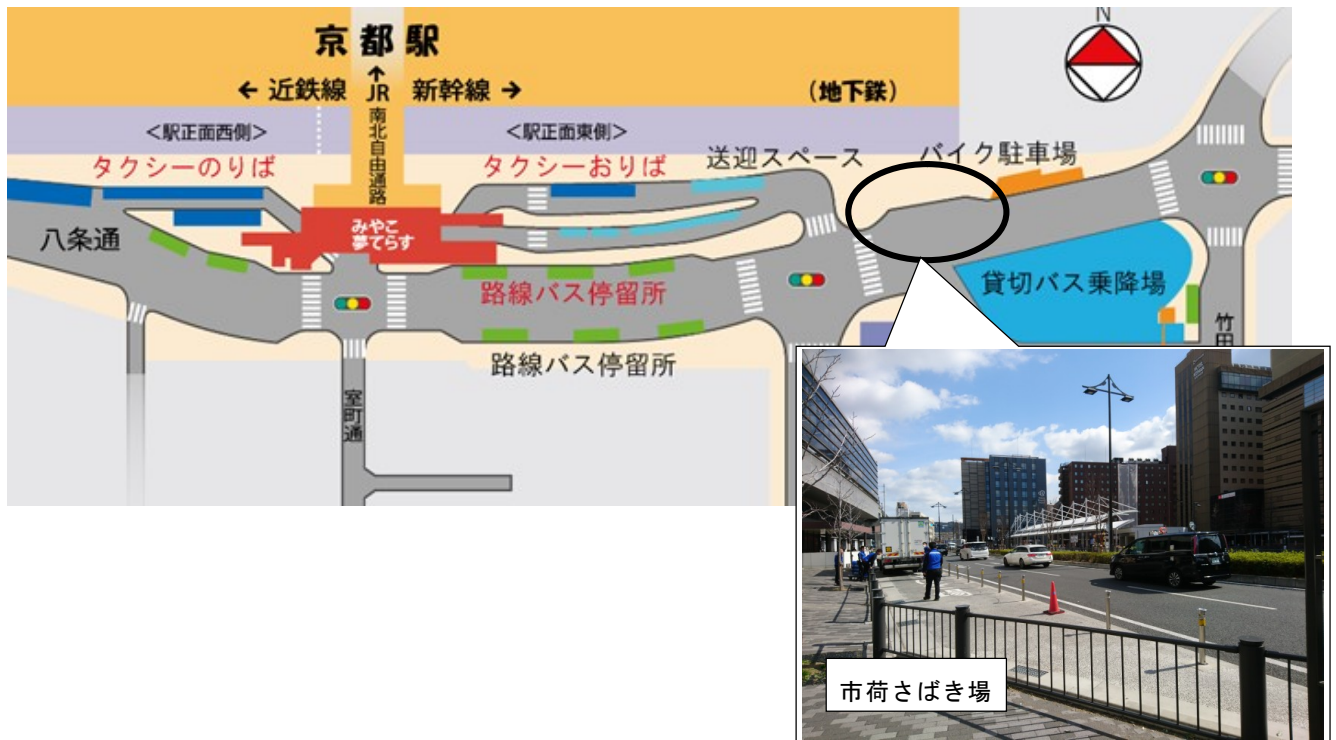 N
京都駅
← 近鉄線 ↑ JR 新幹線 →
(地下鉄)
南北自由通路
<駅正面西側>
<駅正面東側>
タクシーのりば
タクシーおりば
送迎スペース
バイク駐車場
八条通
みやこ
夢てらす
路線バス停留所
貸切バス乗降場
路線バス停留所
竹田
室町通
市荷さばき場